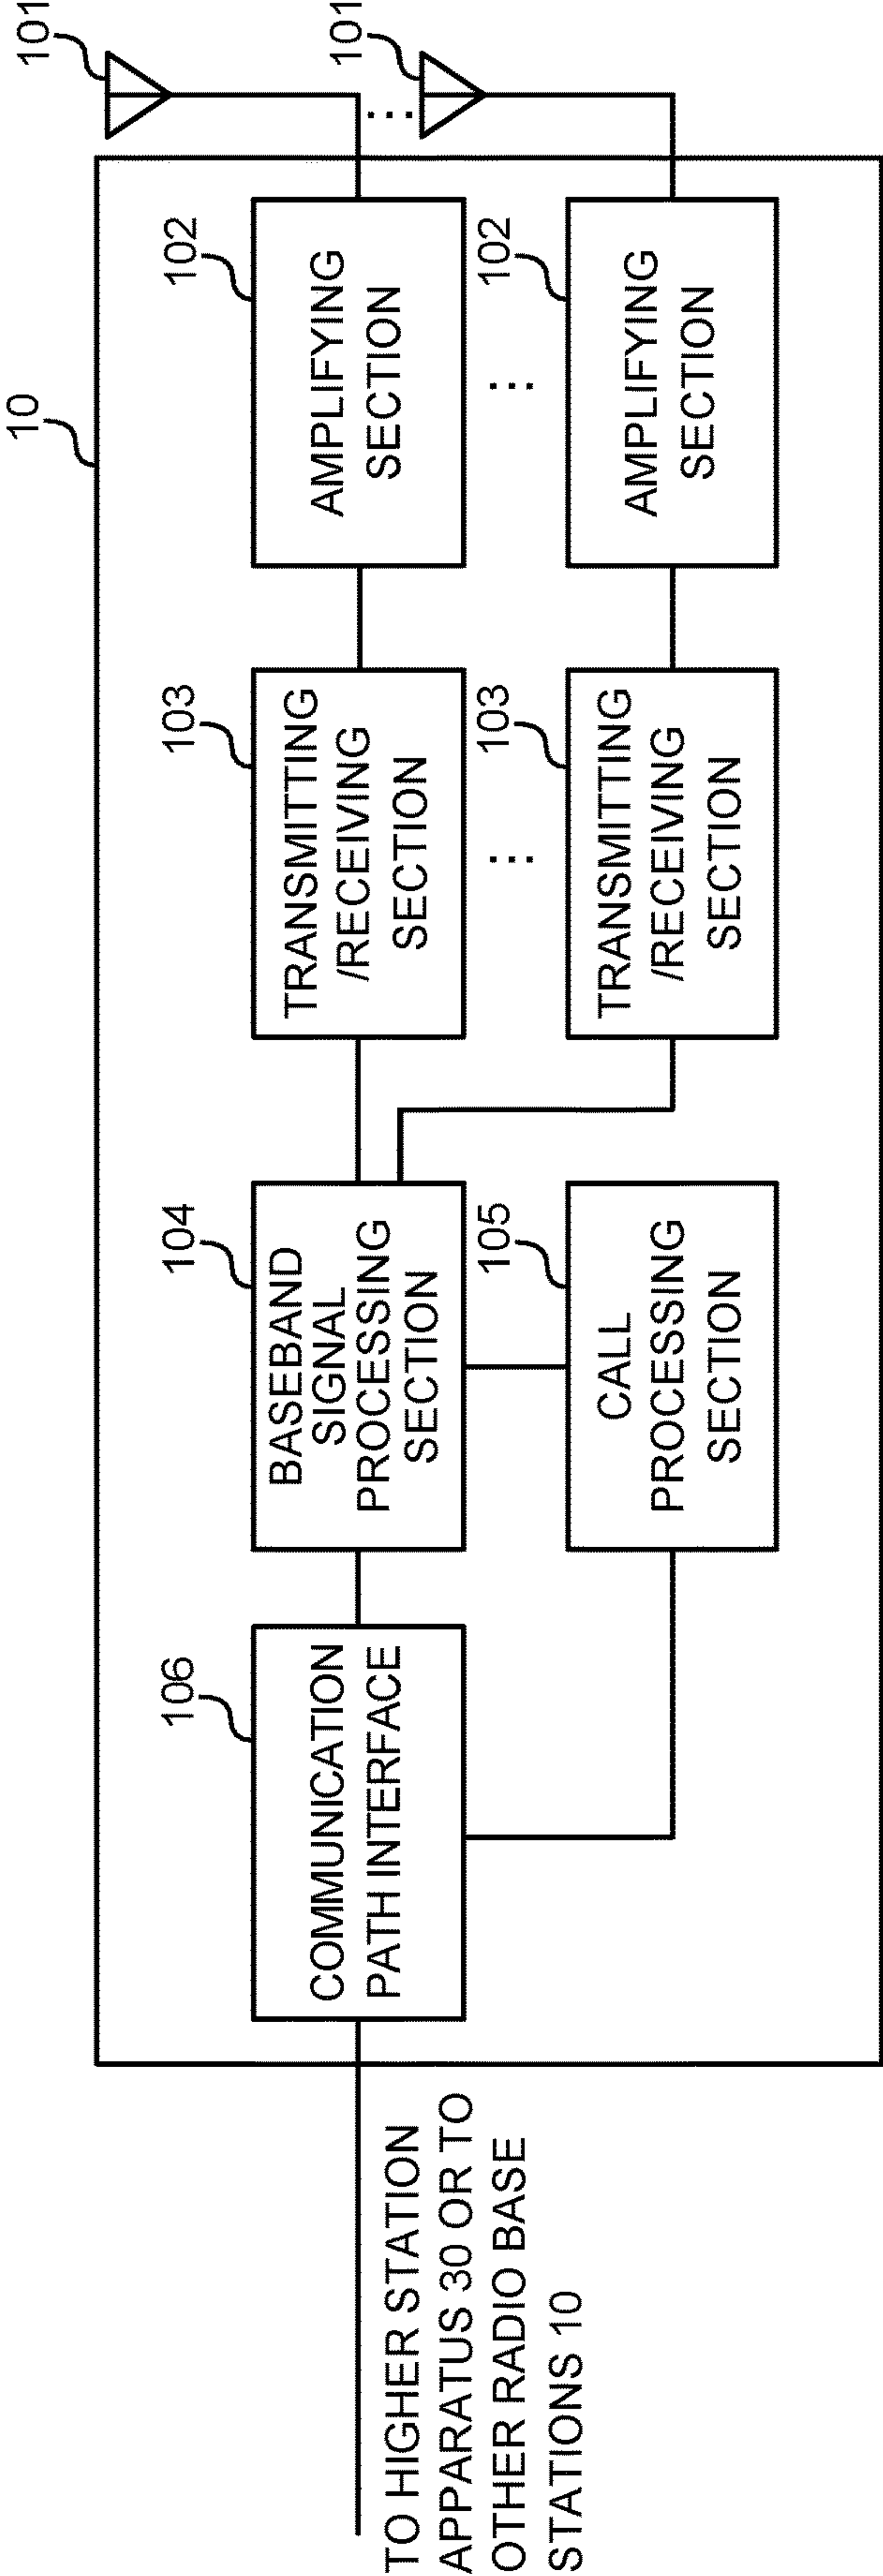 10
101
101
106
COMMUNICATION
PATH INTERFACE
104
BASEBAND
SIGNAL
PROCESSING
SECTION
103
TRANSMITTING
/RECEIVING
SECTION
102
AMPLIFYING
SECTION
...
...
...
105
CALL
PROCESSING
SECTION
103
TRANSMITTING
/RECEIVING
SECTION
102
AMPLIFYING
SECTION
TO HIGHER STATION
APPARATUS 30 OR TO
OTHER RADIO BASE
STATIONS 10